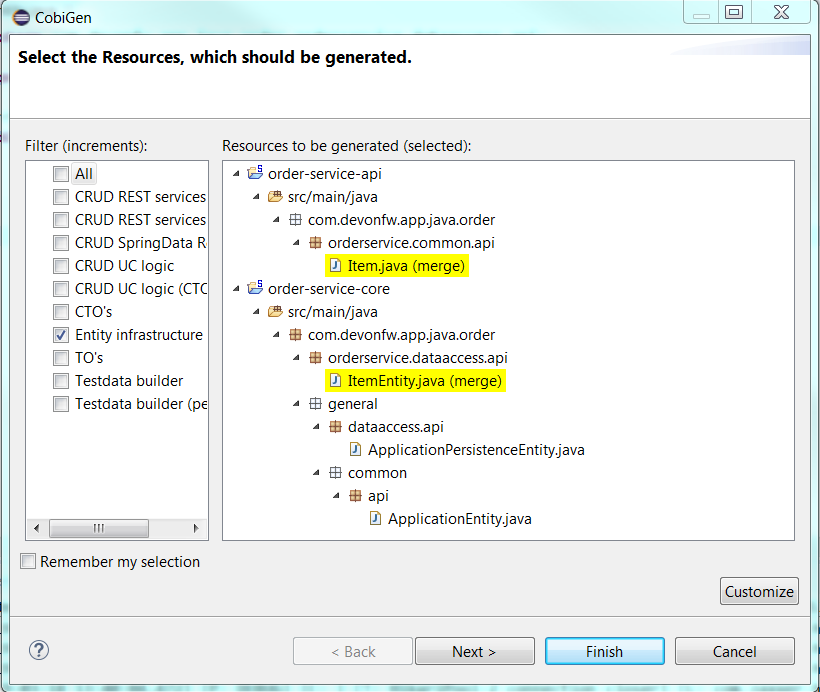 CobiGen
Select the Resources, which should be generated.
Filter (increments):
All
CRUD REST services
CRUD REST services
CRUD SpringData R
CRUD UC logic
CRUD UC logic (CTO
CTO's
Entity infrastructure
TO's
Testdata builder
Testdata builder (pe
Resources to be generated (selected):
order-service-api
src/main/java
com.devonfw.app.java.order
orderservice.common.api
Item.java (merge)
order-service-core
src/main/java
com.devonfw.app.java.order
orderservice.dataaccess.api
ItemEntity.java (merge)
general
dataaccess.api
ApplicationPersistenceEntity.java
common
api
ApplicationEntity.java
Remember my selection
Customize
< Back
Next >
Finish
Cancel